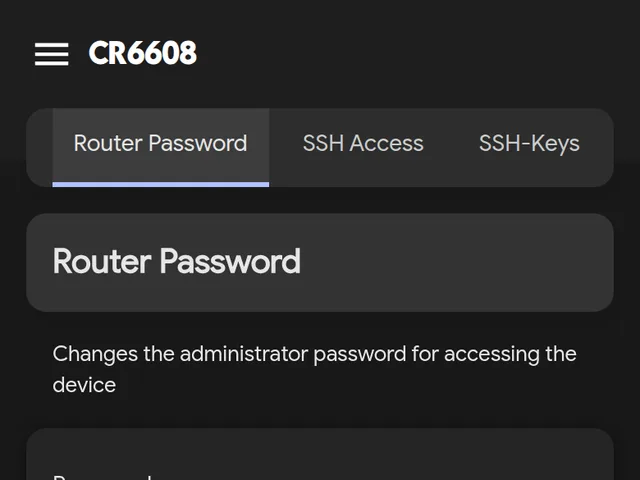 CR6608
Router Password
SSH Access
SSH-Keys
Router Password
Changes the administrator password for accessing the
device